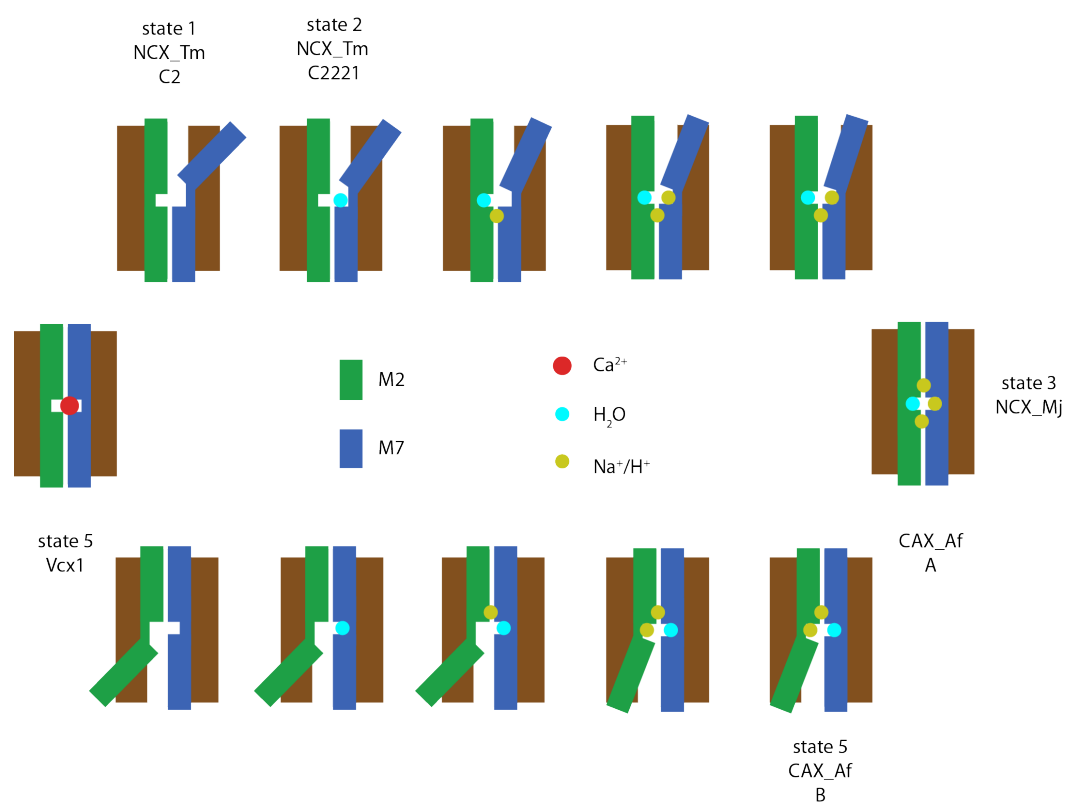 state 1
NCX_Tm
C2
state 2
NCX_Tm
C2221
M2
M7
Ca²⁺
H₂O
Na⁺/H⁺
state 3
NCX_Mj
state 5
Vcx1
CAX_Af
A
state 5
CAX_Af
B